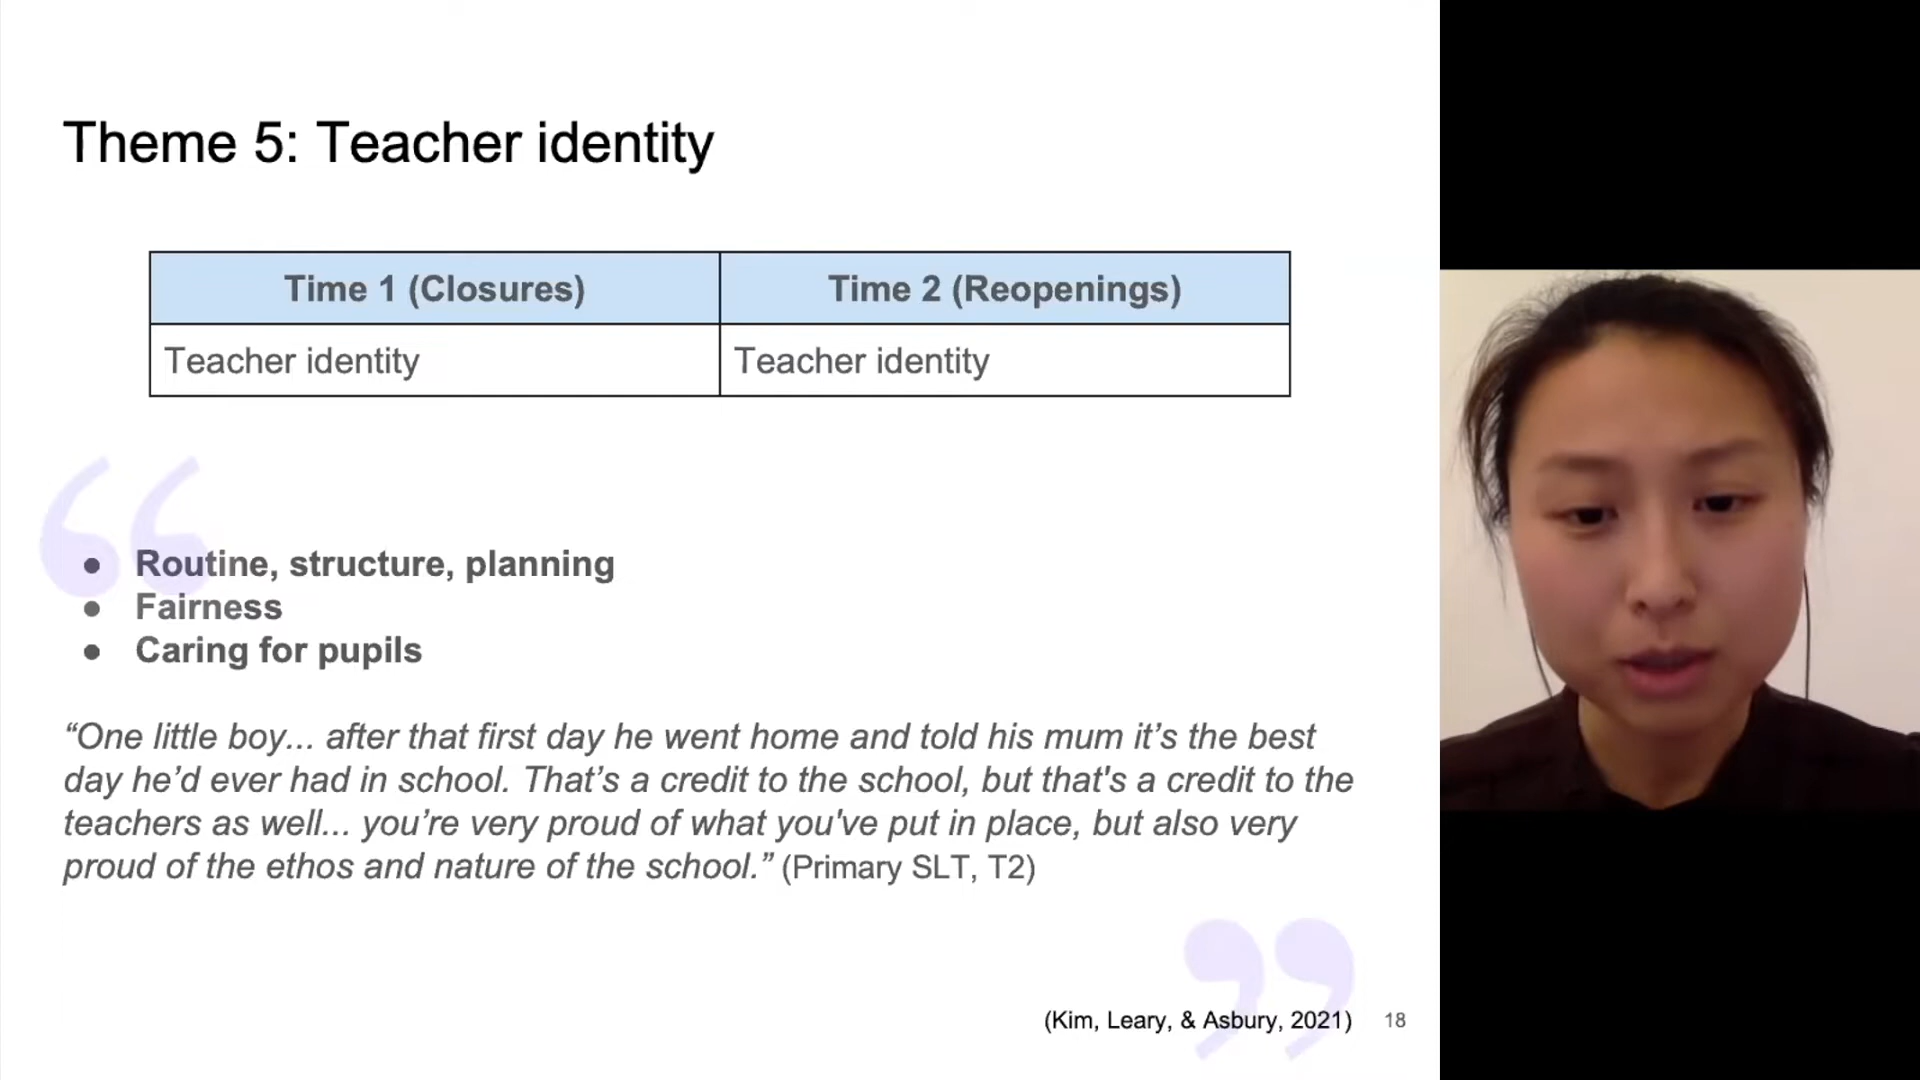 Theme 5: Teacher identity
Time 1 (Closures)
Time 2 (Reopenings)
Teacher identity
Teacher identity
● Routine, structure, planning
● Fairness
● Caring for pupils
“One little boy... after that first day he went home and told his mum it’s the best
day he’d ever had in school. That’s a credit to the school, but that's a credit to the
teachers as well... you’re very proud of what you've put in place, but also very
proud of the ethos and nature of the school.” (Primary SLT, T2)
(Kim, Leary, & Asbury, 2021)
18